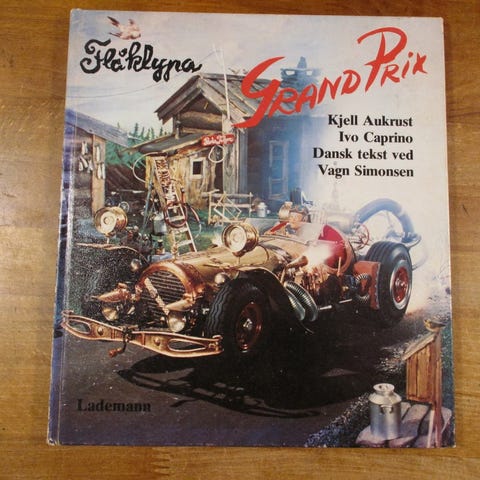 Flåklypa
GRAND PRIX
Kjell Aukrust
Ivo Caprino
Dansk tekst ved
Vagn Simonsen
Lademann